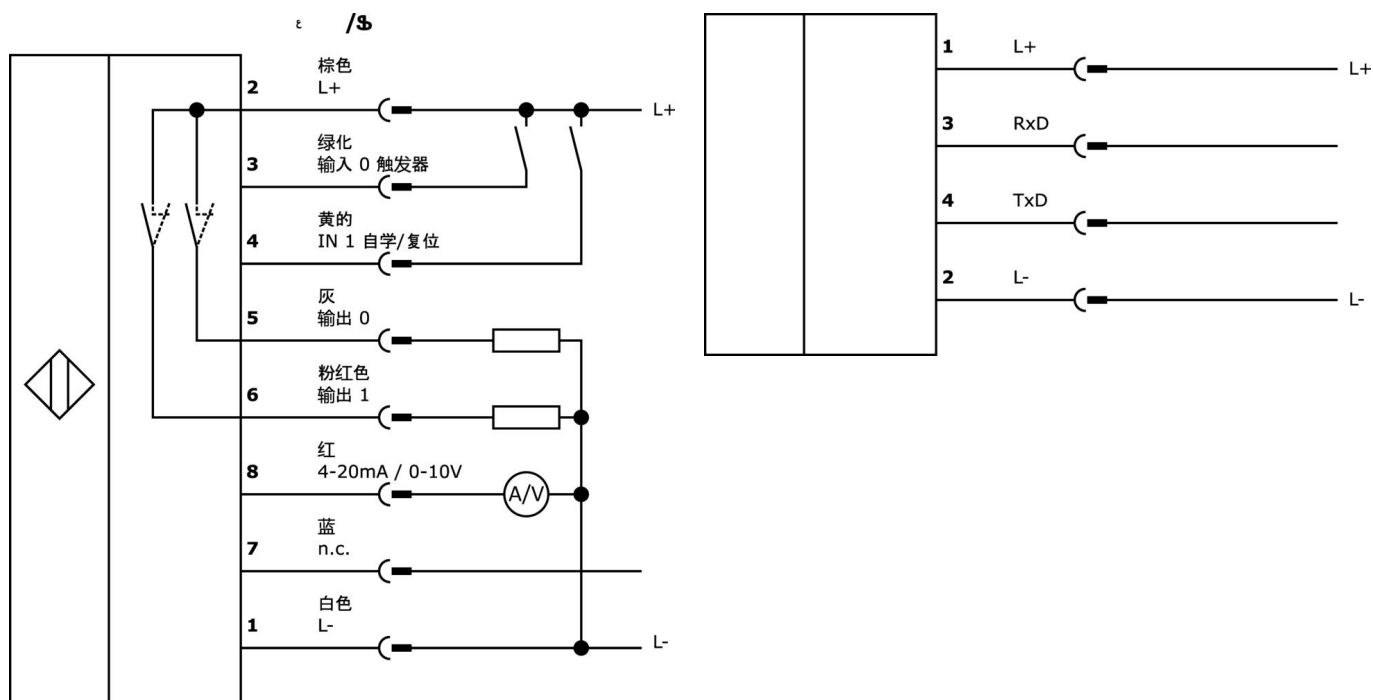 棕色
2 L+
L+
绿化
3 输入 0 触发器
黄的
4 IN 1 自学/复位
灰
5 输出 0
粉红色
6 输出 1
红
8 4-20mA / 0-10V
A/V
蓝
7 n.c.
白色
1 L-
L-
1 L+
L+
3 RxD
4 TxD
2 L-
L-